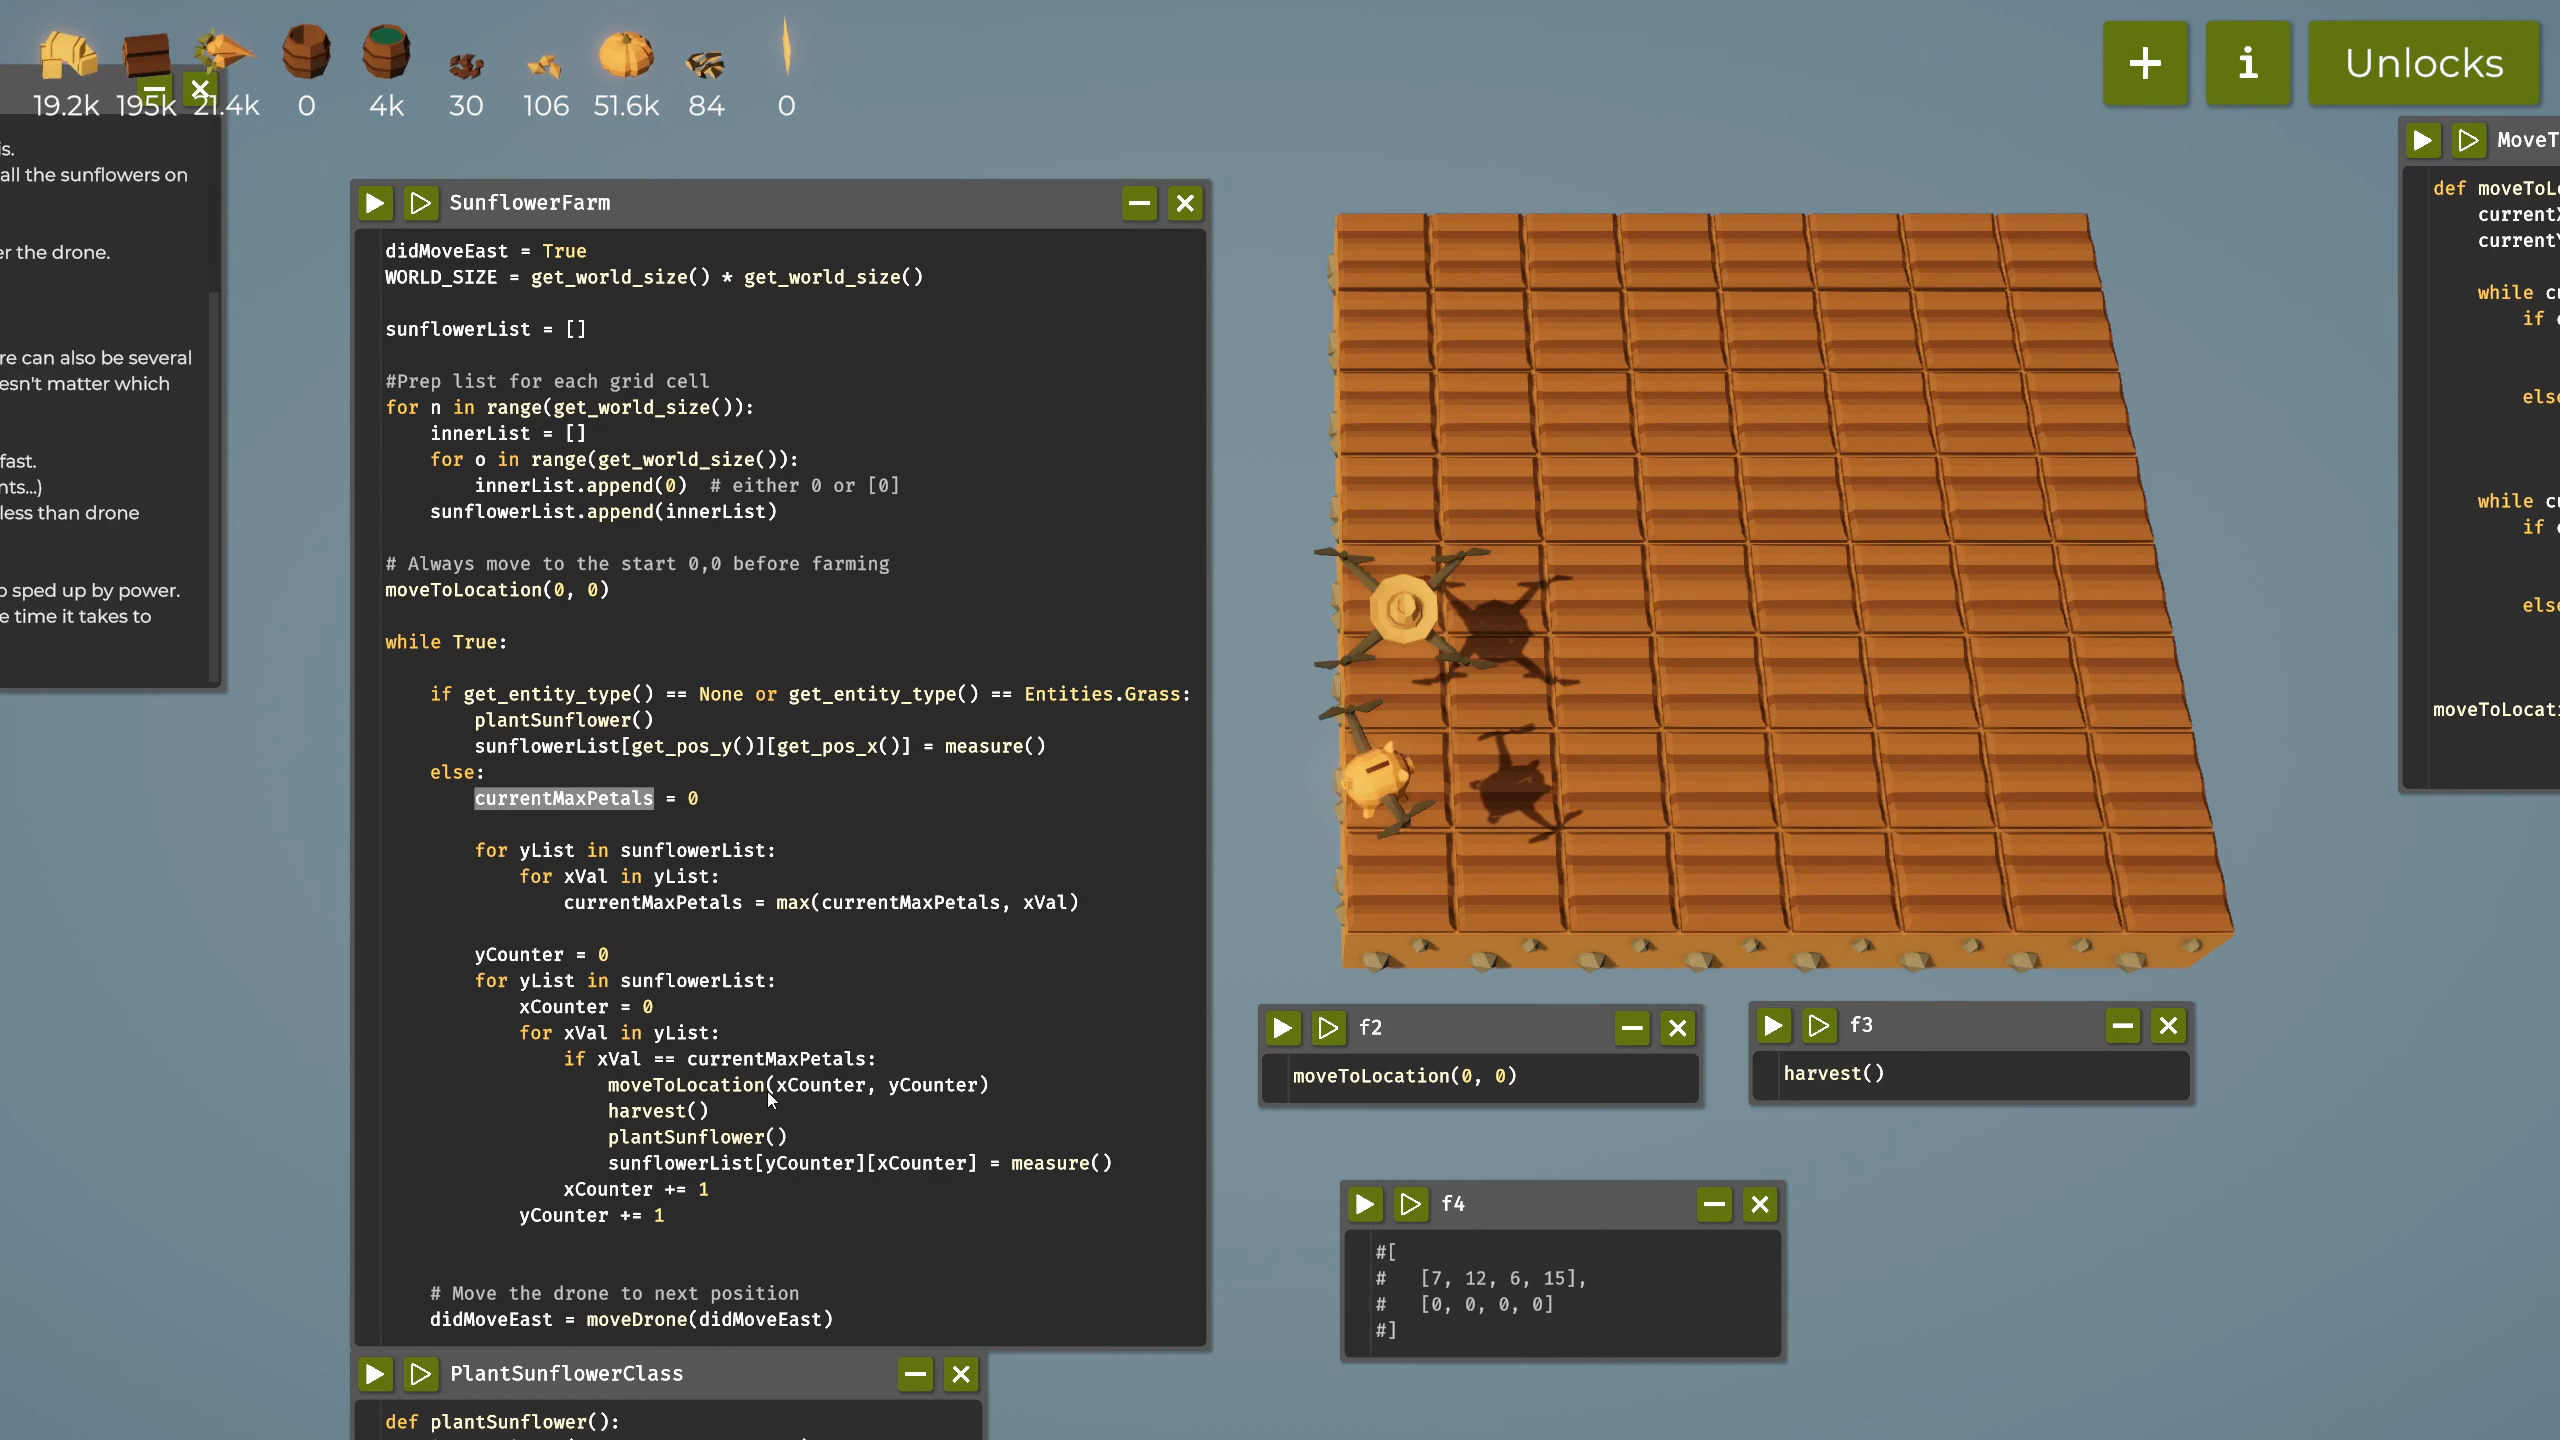 19.2k 195k 21.4k 0 4k 30 106 51.6k 84 0
+ i Unlocks
is.
all the sunflowers on
er the drone.
re can also be several
esn't matter which
fast.
nts...)
less than drone
o sped up by power.
e time it takes to
SunflowerFarm
didMoveEast = True
WORLD_SIZE = get_world_size() * get_world_size()
sunflowerList = []
#Prep list for each grid cell
for n in range(get_world_size()):
innerList = []
for o in range(get_world_size()):
innerList.append(0)  # either 0 or [0]
sunflowerList.append(innerList)
# Always move to the start 0,0 before farming
moveToLocation(0, 0)
while True:
if get_entity_type() == None or get_entity_type() == Entities.Grass:
plantSunflower()
sunflowerList[get_pos_y()][get_pos_x()] = measure()
else:
currentMaxPetals = 0
for yList in sunflowerList:
for xVal in yList:
currentMaxPetals = max(currentMaxPetals, xVal)
yCounter = 0
for yList in sunflowerList:
xCounter = 0
for xVal in yList:
if xVal == currentMaxPetals:
moveToLocation(xCounter, yCounter)
harvest()
plantSunflower()
sunflowerList[yCounter][xCounter] = measure()
xCounter += 1
yCounter += 1
# Move the drone to next position
didMoveEast = moveDrone(didMoveEast)
PlantSunflowerClass
def plantSunflower():
f2
moveToLocation(0, 0)
f3
harvest()
f4
#[
#   [7, 12, 6, 15],
#   [0, 0, 0, 0]
#]
MoveT
def moveToLo
currentX
currentY
while cu
if c
else
while cu
if c
else
moveToLocati